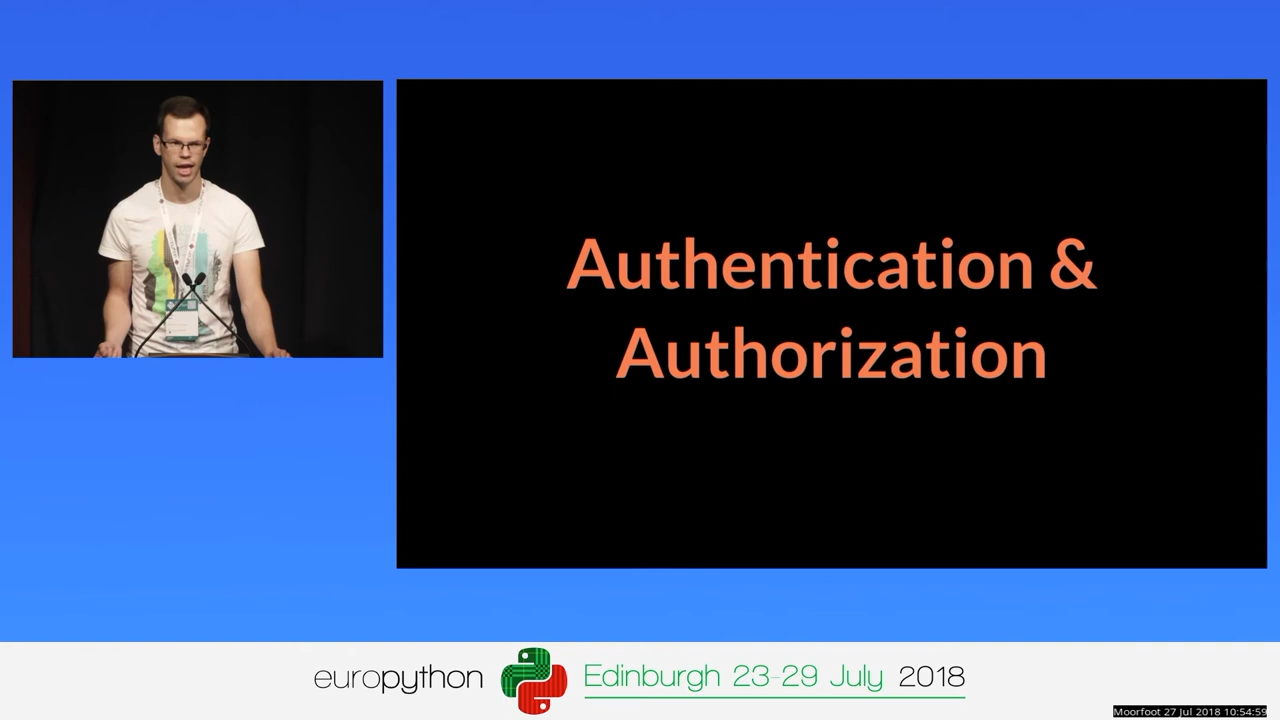 Authentication &
Authorization
europython
Edinburgh 23-29 July 2018
Moorfoot 27 Jul 2018 10:54:59